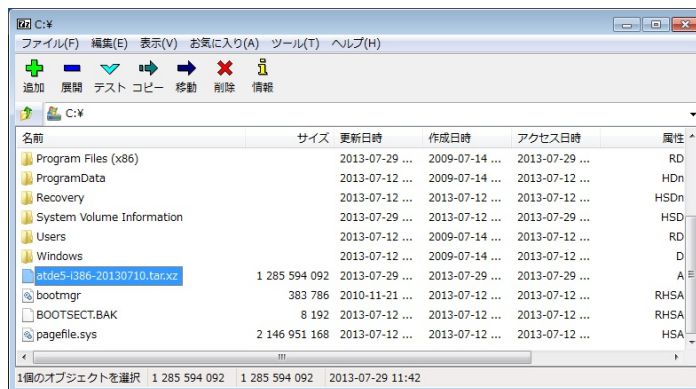 C:¥
ファイル(F) 編集(E) 表示(V) お気に入り(A) ツール(T) ヘルプ(H)
追加 展開 テスト コピー 移動 削除 情報
C:¥
名前 サイズ 更新日時 作成日時 アクセス日時 属性
Program Files (x86) 2013-07-29 ... 2009-07-14 ... 2013-07-29 ... RD
ProgramData 2013-07-12 ... 2009-07-14 ... 2013-07-12 ... HDn
Recovery 2013-07-12 ... 2013-07-12 ... 2013-07-12 ... HSDn
System Volume Information 2013-07-29 ... 2013-07-12 ... 2013-07-29 ... HSD
Users 2013-07-12 ... 2009-07-14 ... 2013-07-12 ... RD
Windows 2013-07-12 ... 2009-07-14 ... 2013-07-12 ... D
atde5-i386-20130710.tar.xz 1 285 594 092 2013-07-29 ... 2013-07-29 ... 2013-07-29 ... A
bootmgr 383 786 2010-11-21 ... 2013-07-12 ... 2013-07-12 ... RHSA
BOOTSECT.BAK 8 192 2013-07-12 ... 2013-07-12 ... 2013-07-12 ... RHSA
pagefile.sys 2 146 951 168 2013-07-12 ... 2013-07-12 ... 2013-07-12 ... HSA
1個のオブジェクトを選択 1 285 594 092 1 285 594 092 2013-07-29 11:42